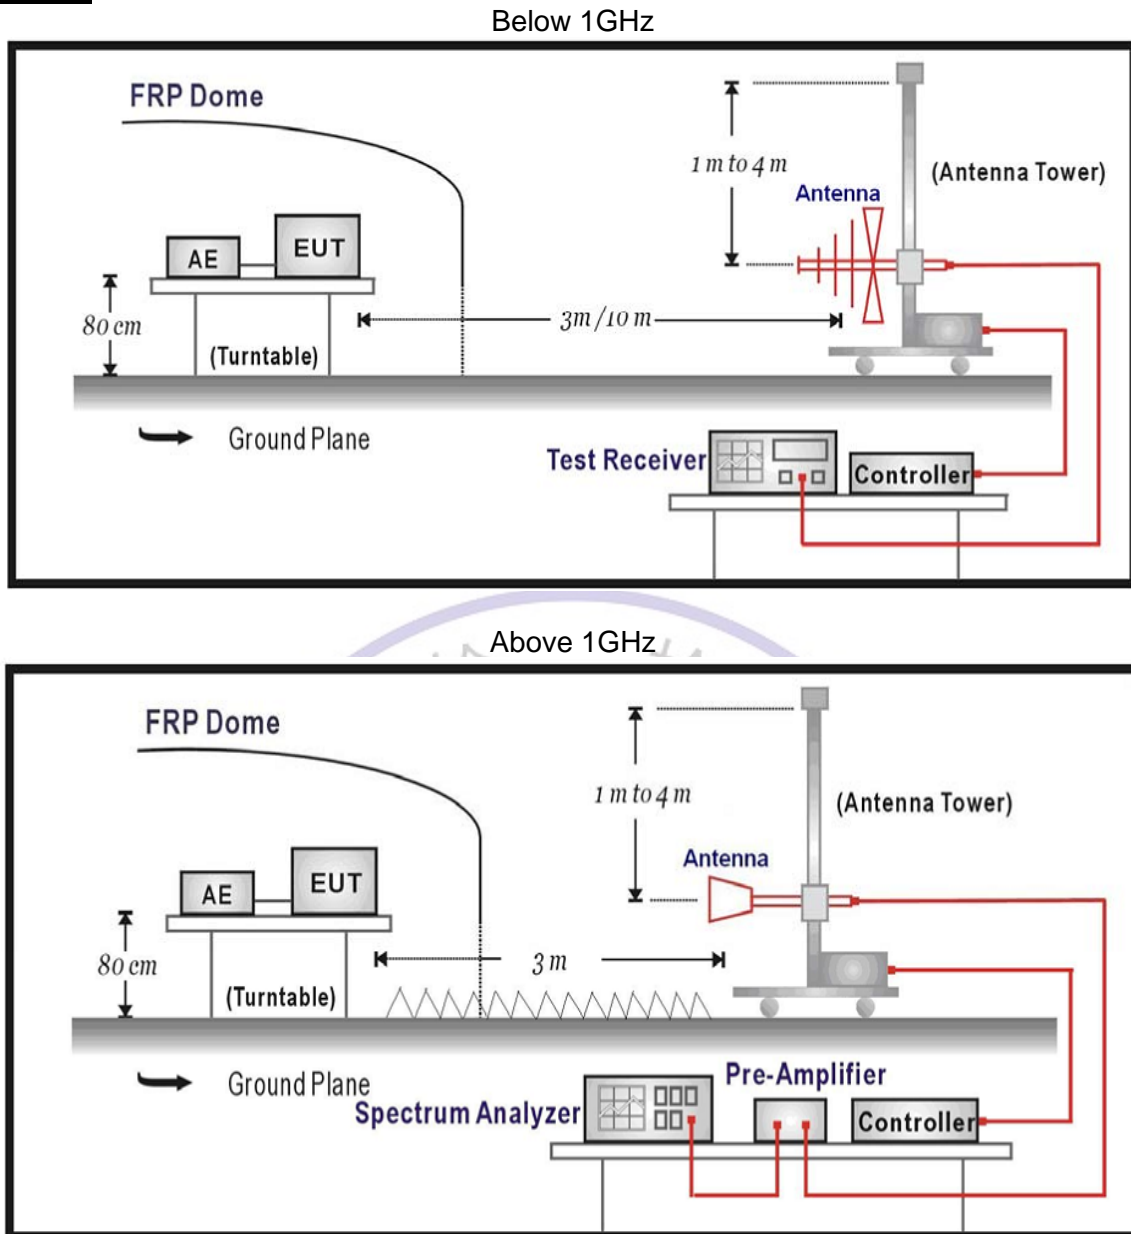 Below 1GHz
FRP Dome
1 m to 4 m
(Antenna Tower)
Antenna
AE
EUT
80 cm
3m /10 m
(Turntable)
Ground Plane
Test Receiver
Controller
Above 1GHz
FRP Dome
1 m to 4 m
(Antenna Tower)
Antenna
AE
EUT
80 cm
3 m
(Turntable)
Ground Plane
Pre-Amplifier
Spectrum Analyzer
Controller